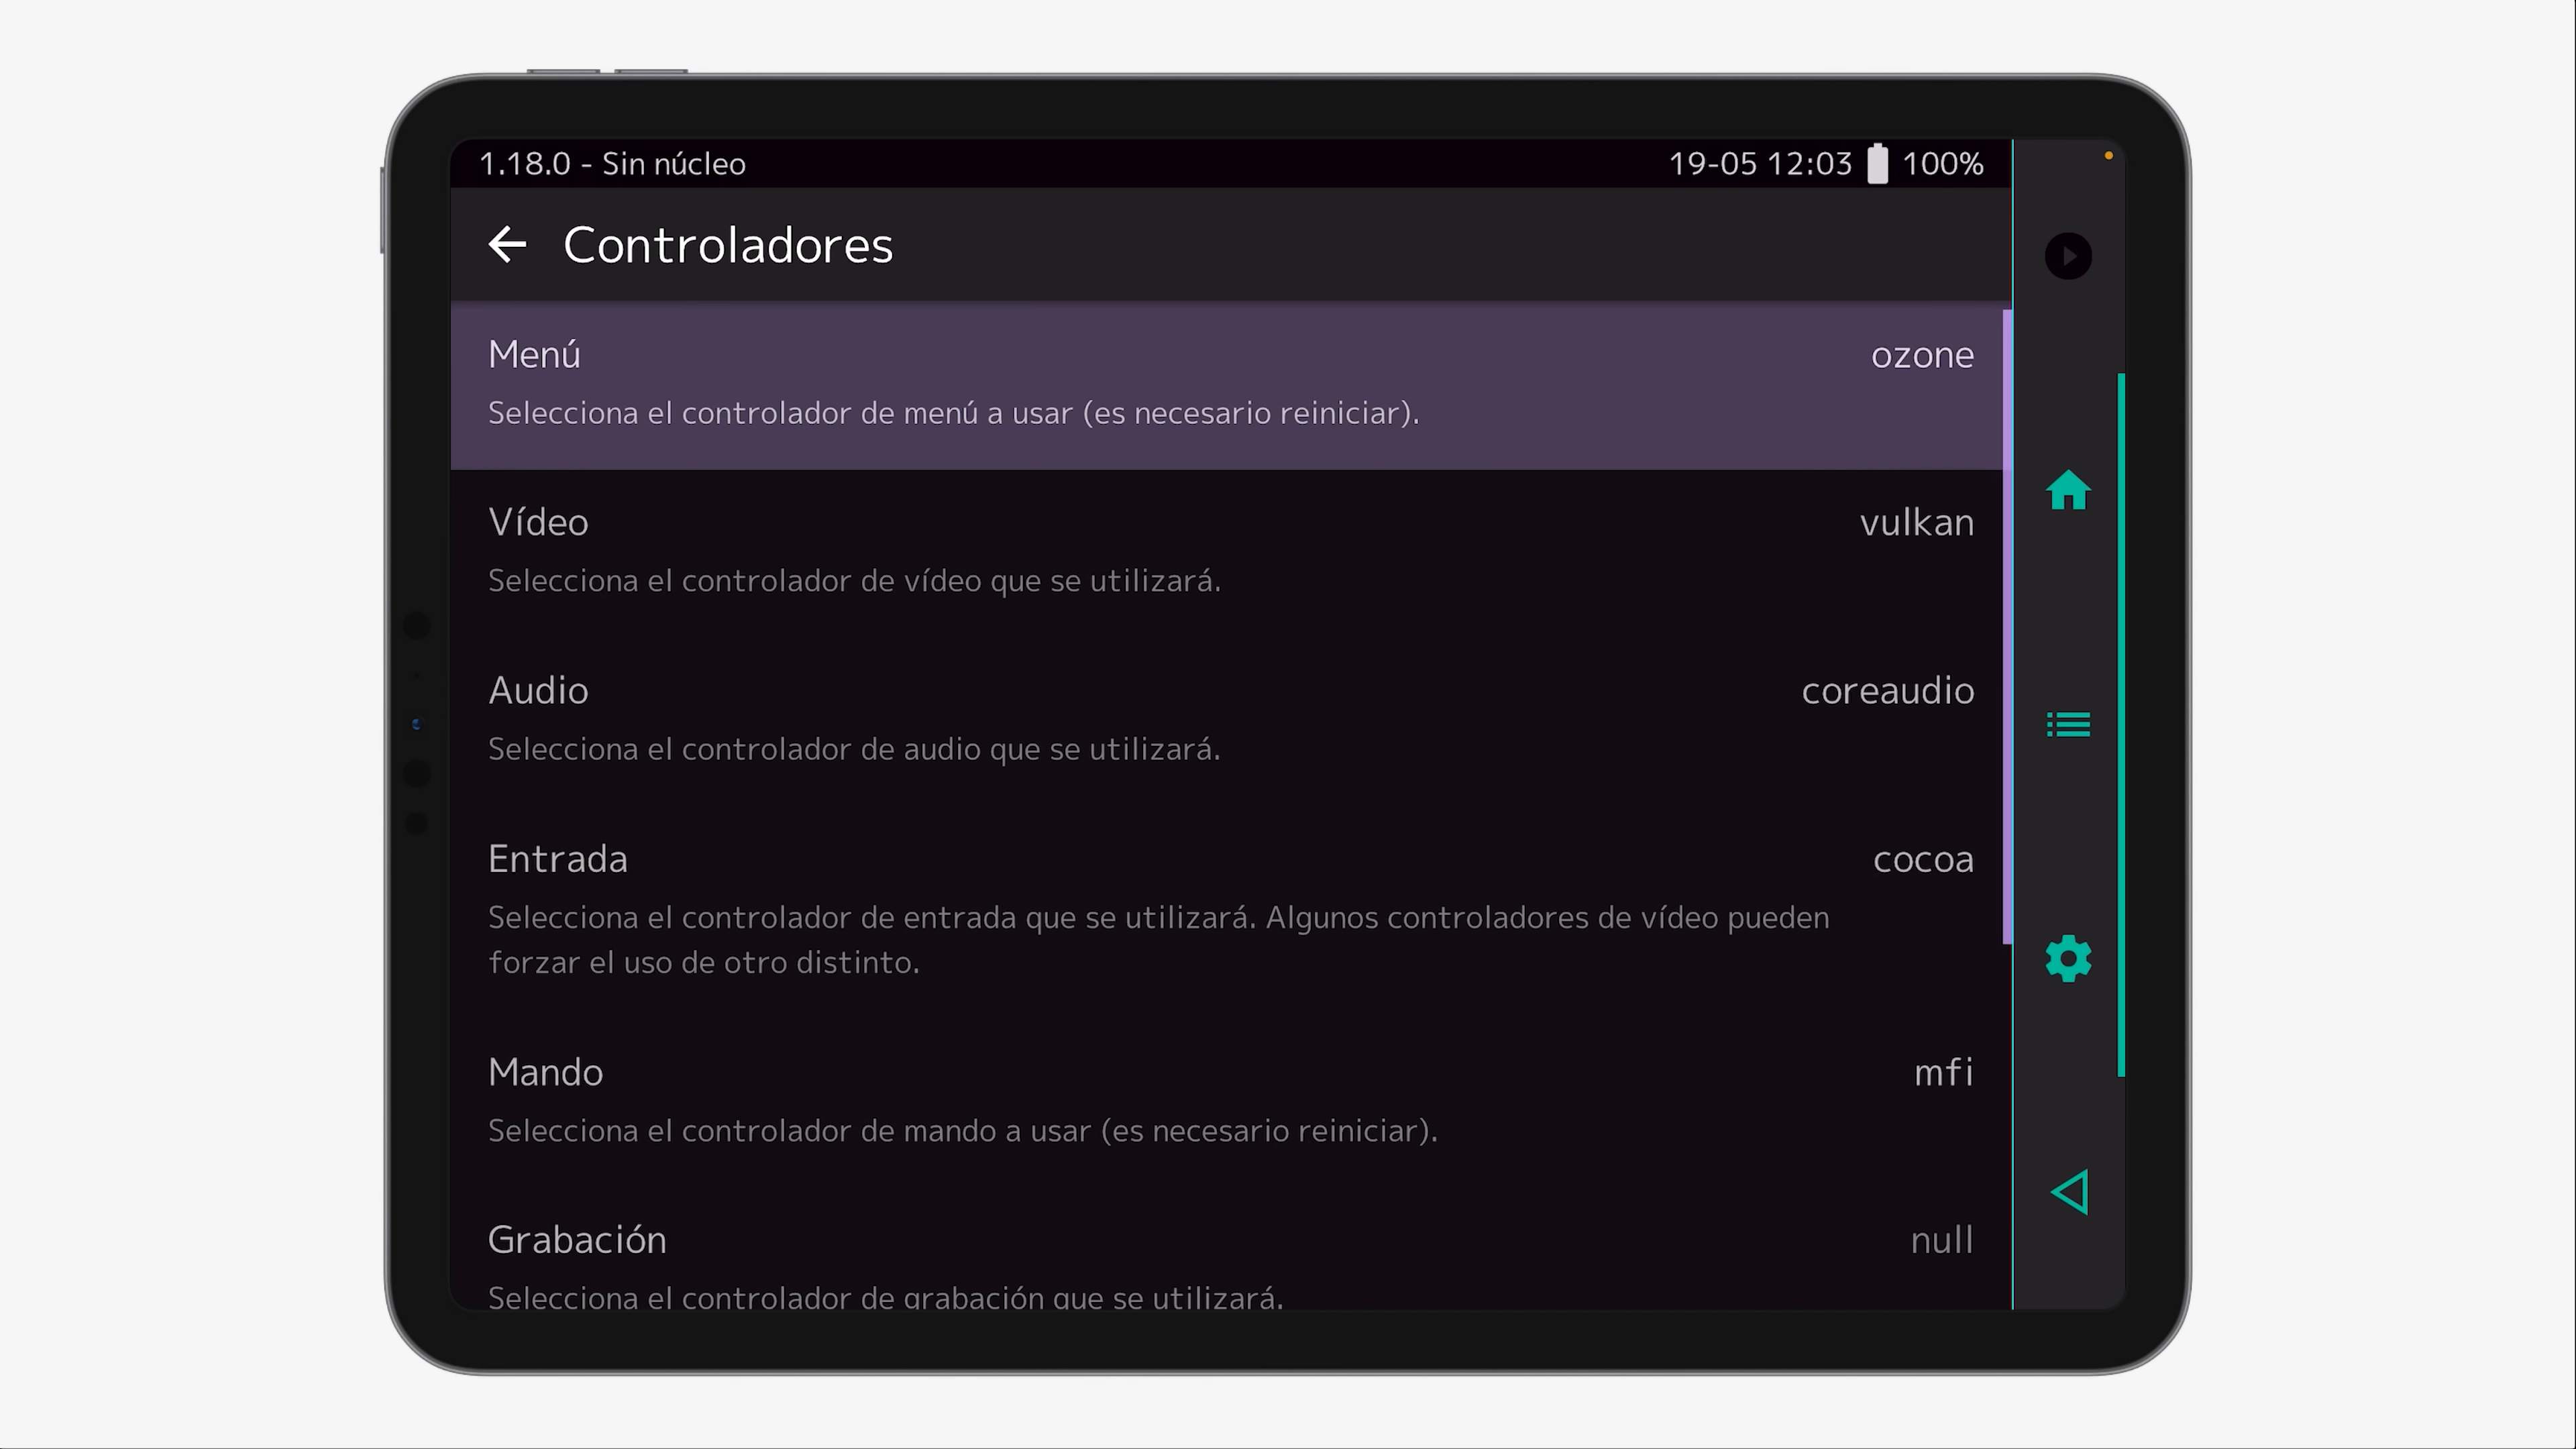 1.18.0 - Sin núcleo
19-05 12:03 100%
Controladores
Menú ozone
Selecciona el controlador de menú a usar (es necesario reiniciar).
Vídeo vulkan
Selecciona el controlador de vídeo que se utilizará.
Audio coreaudio
Selecciona el controlador de audio que se utilizará.
Entrada cocoa
Selecciona el controlador de entrada que se utilizará. Algunos controladores de vídeo pueden
forzar el uso de otro distinto.
Mando mfi
Selecciona el controlador de mando a usar (es necesario reiniciar).
Grabación null
Selecciona el controlador de grabación que se utilizará.